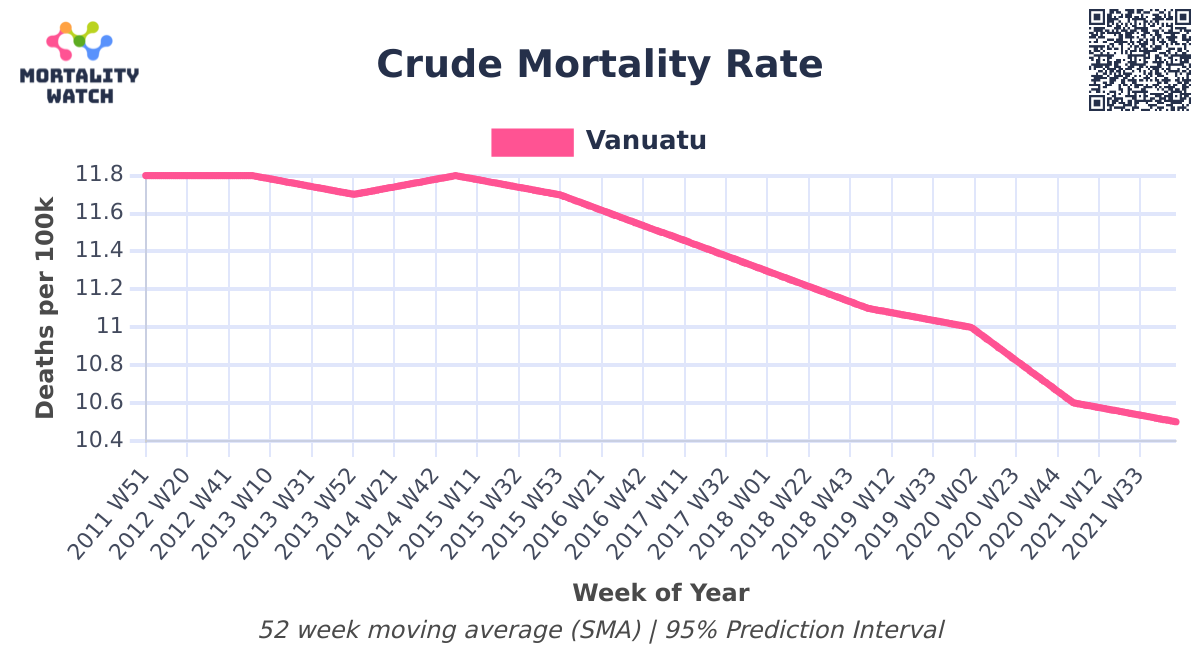 MORTALITY
WATCH
Crude Mortality Rate
Vanuatu
Deaths per 100k
11.8
11.6
11.4
11.2
11
10.8
10.6
10.4
2011 W51
2012 W20
2012 W41
2013 W10
2013 W31
2013 W52
2014 W21
2014 W42
2015 W11
2015 W32
2015 W53
2016 W21
2016 W42
2017 W11
2017 W32
2018 W01
2018 W22
2018 W43
2019 W12
2019 W33
2020 W02
2020 W23
2020 W44
2021 W12
2021 W33
Week of Year
52 week moving average (SMA) | 95% Prediction Interval